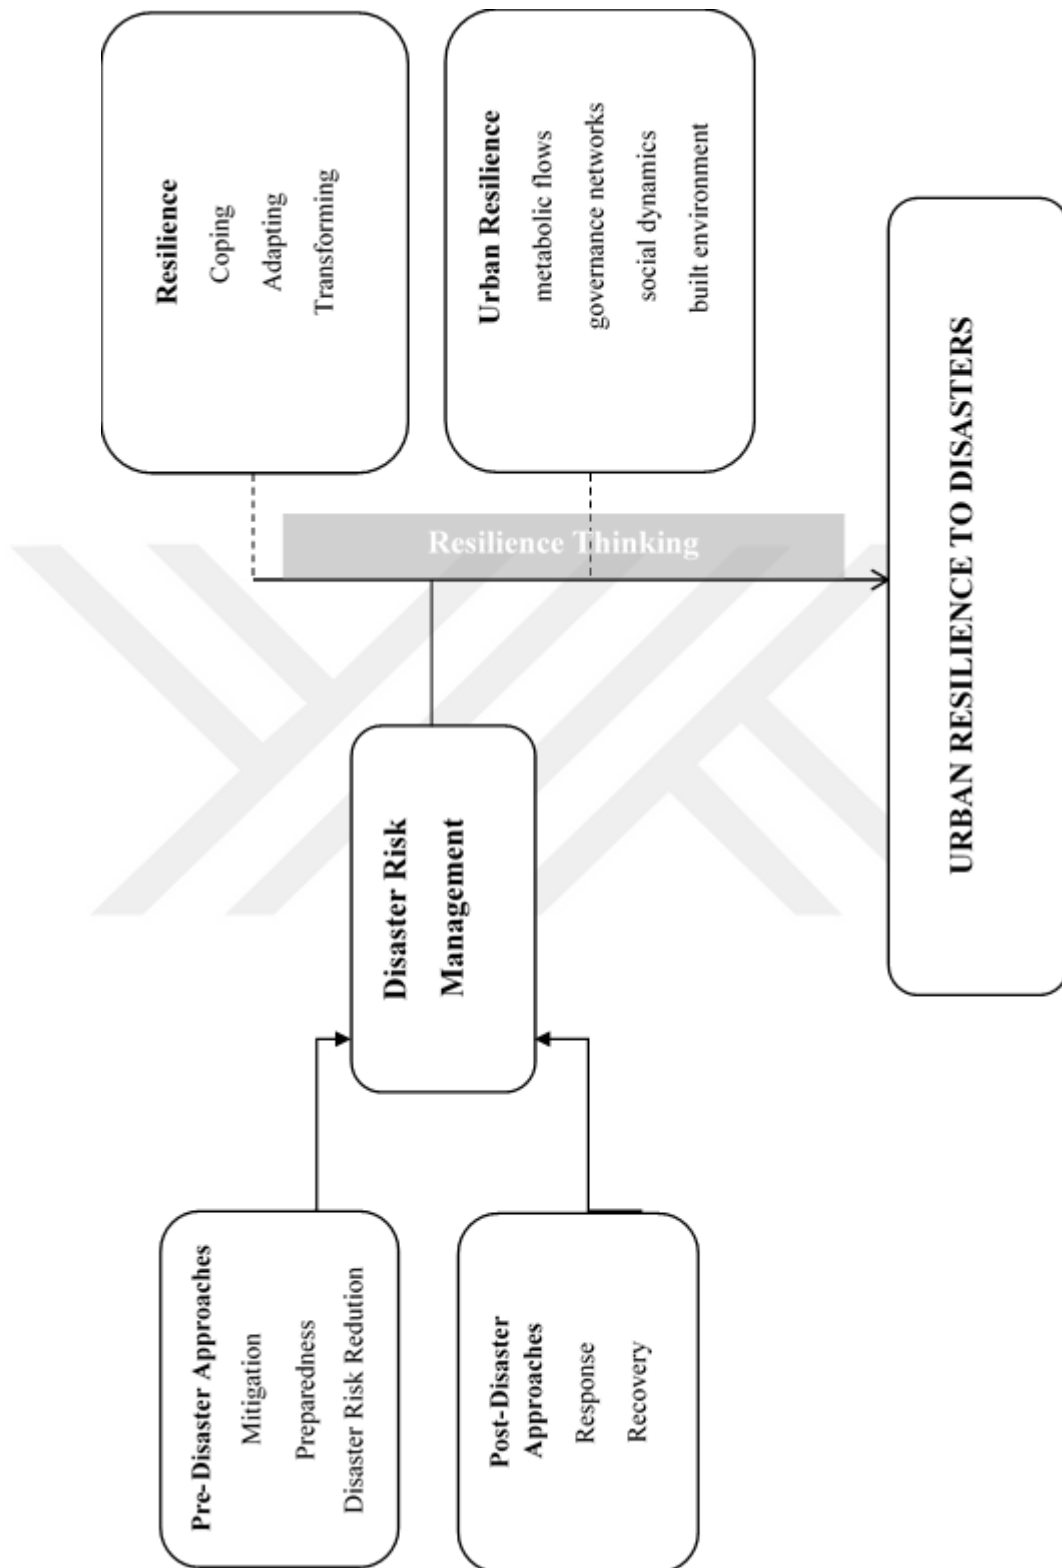 Pre-Disaster Approaches
Mitigation
Preparedness
Disaster Risk Redution
Post-Disaster
Approaches
Response
Recovery
Disaster Risk
Management
Resilience Thinking
Resilience
Coping
Adapting
Transforming
Urban Resilience
metabolic flows
governance networks
social dynamics
built environment
URBAN RESILIENCE TO DISASTERS